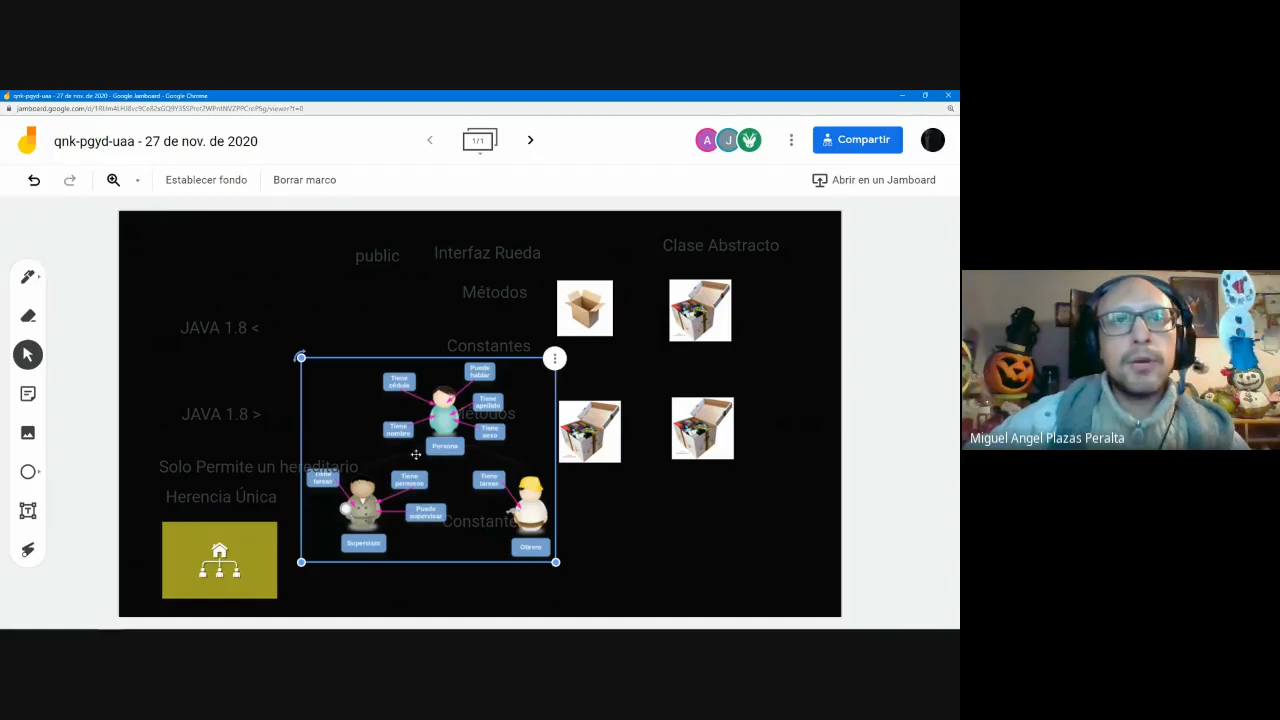 qnk-pgyd-uaa - 27 de nov. de 2020 - Google Jamboard - Google Chrome
qnk-pgyd-uaa - 27 de nov. de 2020
1/1
A
J
Compartir
Establecer fondo
Borrar marco
Abrir en un Jamboard
public
Interfaz Rueda
Clase Abstracto
Métodos
JAVA 1.8 <
Constantes
Puede hablar
Tiene cédula
Tiene apellido
JAVA 1.8 >
Métodos
Tiene nombre
Tiene sexo
Persona
Solo Permite un hereditario
Tiene tareas
Tiene personas
Tiene tareas
Herencia Única
Puede supervisar
Constante
Supervisor
Obrero
Miguel Angel Plazas Peralta